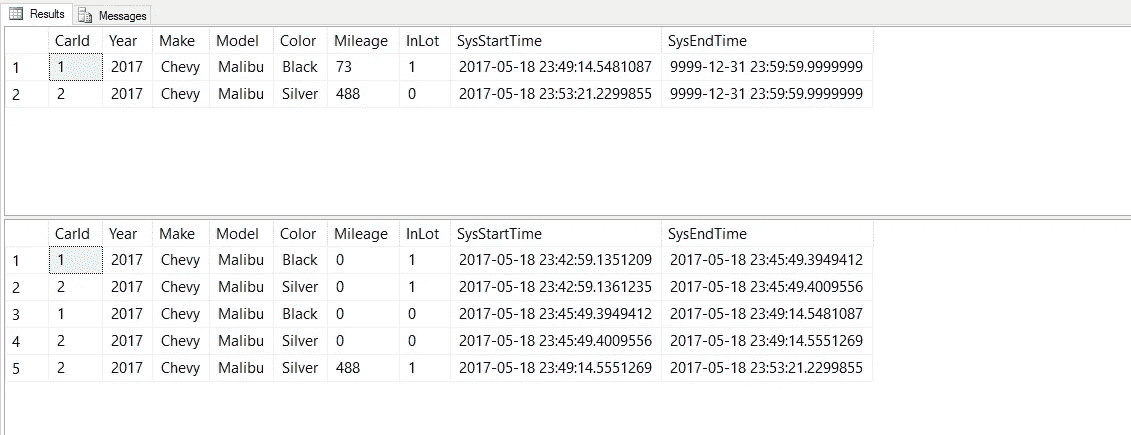 Results Messages
CarId Year Make Model Color Mileage InLot SysStartTime SysEndTime
1 1 2017 Chevy Malibu Black 73 1 2017-05-18 23:49:14.5481087 9999-12-31 23:59:59.9999999
2 2 2017 Chevy Malibu Silver 488 0 2017-05-18 23:53:21.2299855 9999-12-31 23:59:59.9999999
CarId Year Make Model Color Mileage InLot SysStartTime SysEndTime
1 1 2017 Chevy Malibu Black 0 1 2017-05-18 23:42:59.1351209 2017-05-18 23:45:49.3949412
2 2 2017 Chevy Malibu Silver 0 1 2017-05-18 23:42:59.1361235 2017-05-18 23:45:49.4009556
3 1 2017 Chevy Malibu Black 0 0 2017-05-18 23:45:49.3949412 2017-05-18 23:49:14.5481087
4 2 2017 Chevy Malibu Silver 0 0 2017-05-18 23:45:49.4009556 2017-05-18 23:49:14.5551269
5 2 2017 Chevy Malibu Silver 488 1 2017-05-18 23:49:14.5551269 2017-05-18 23:53:21.2299855